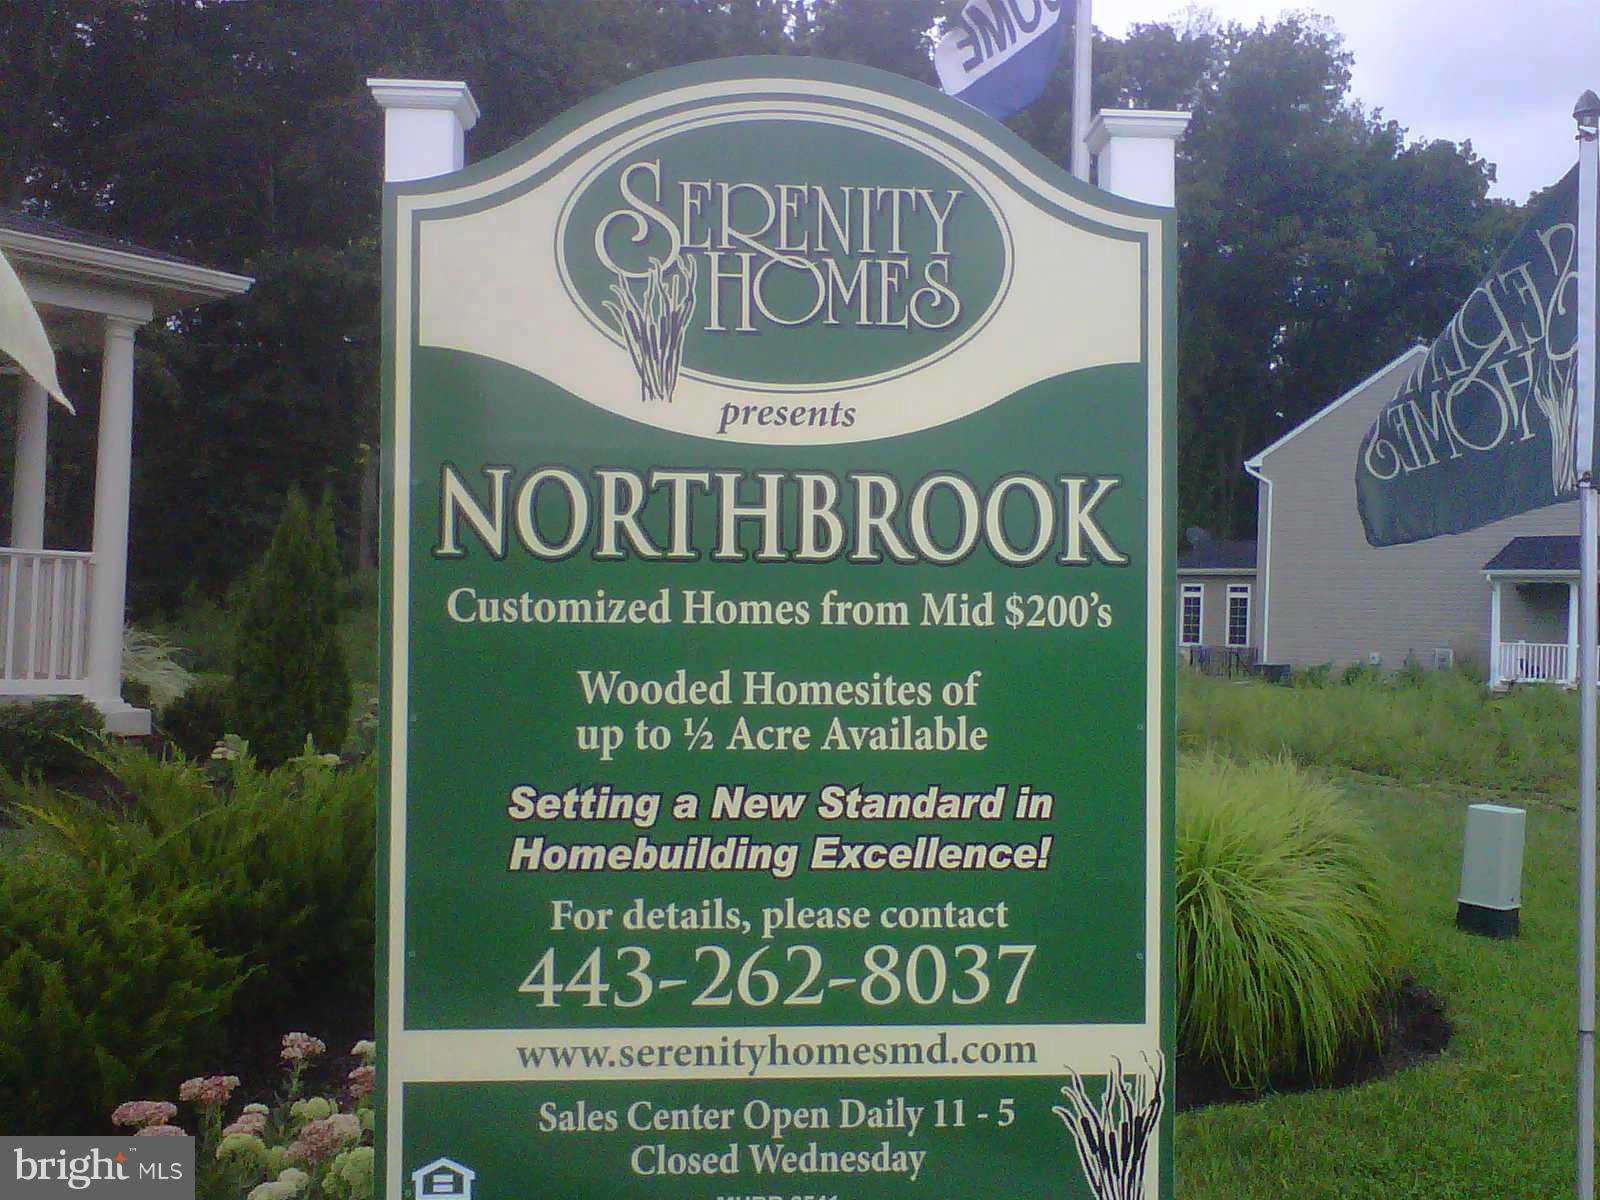 SERENITY
HOMES
presents
NORTHBROOK
Customized Homes from Mid $200's
Wooded Homesites of
up to ½ Acre Available
Setting a New Standard in
Homebuilding Excellence!
For details, please contact
443-262-8037
www.serenityhomesmd.com
Sales Center Open Daily 11 - 5
Closed Wednesday
SERENITY
HOMES
bright MLS